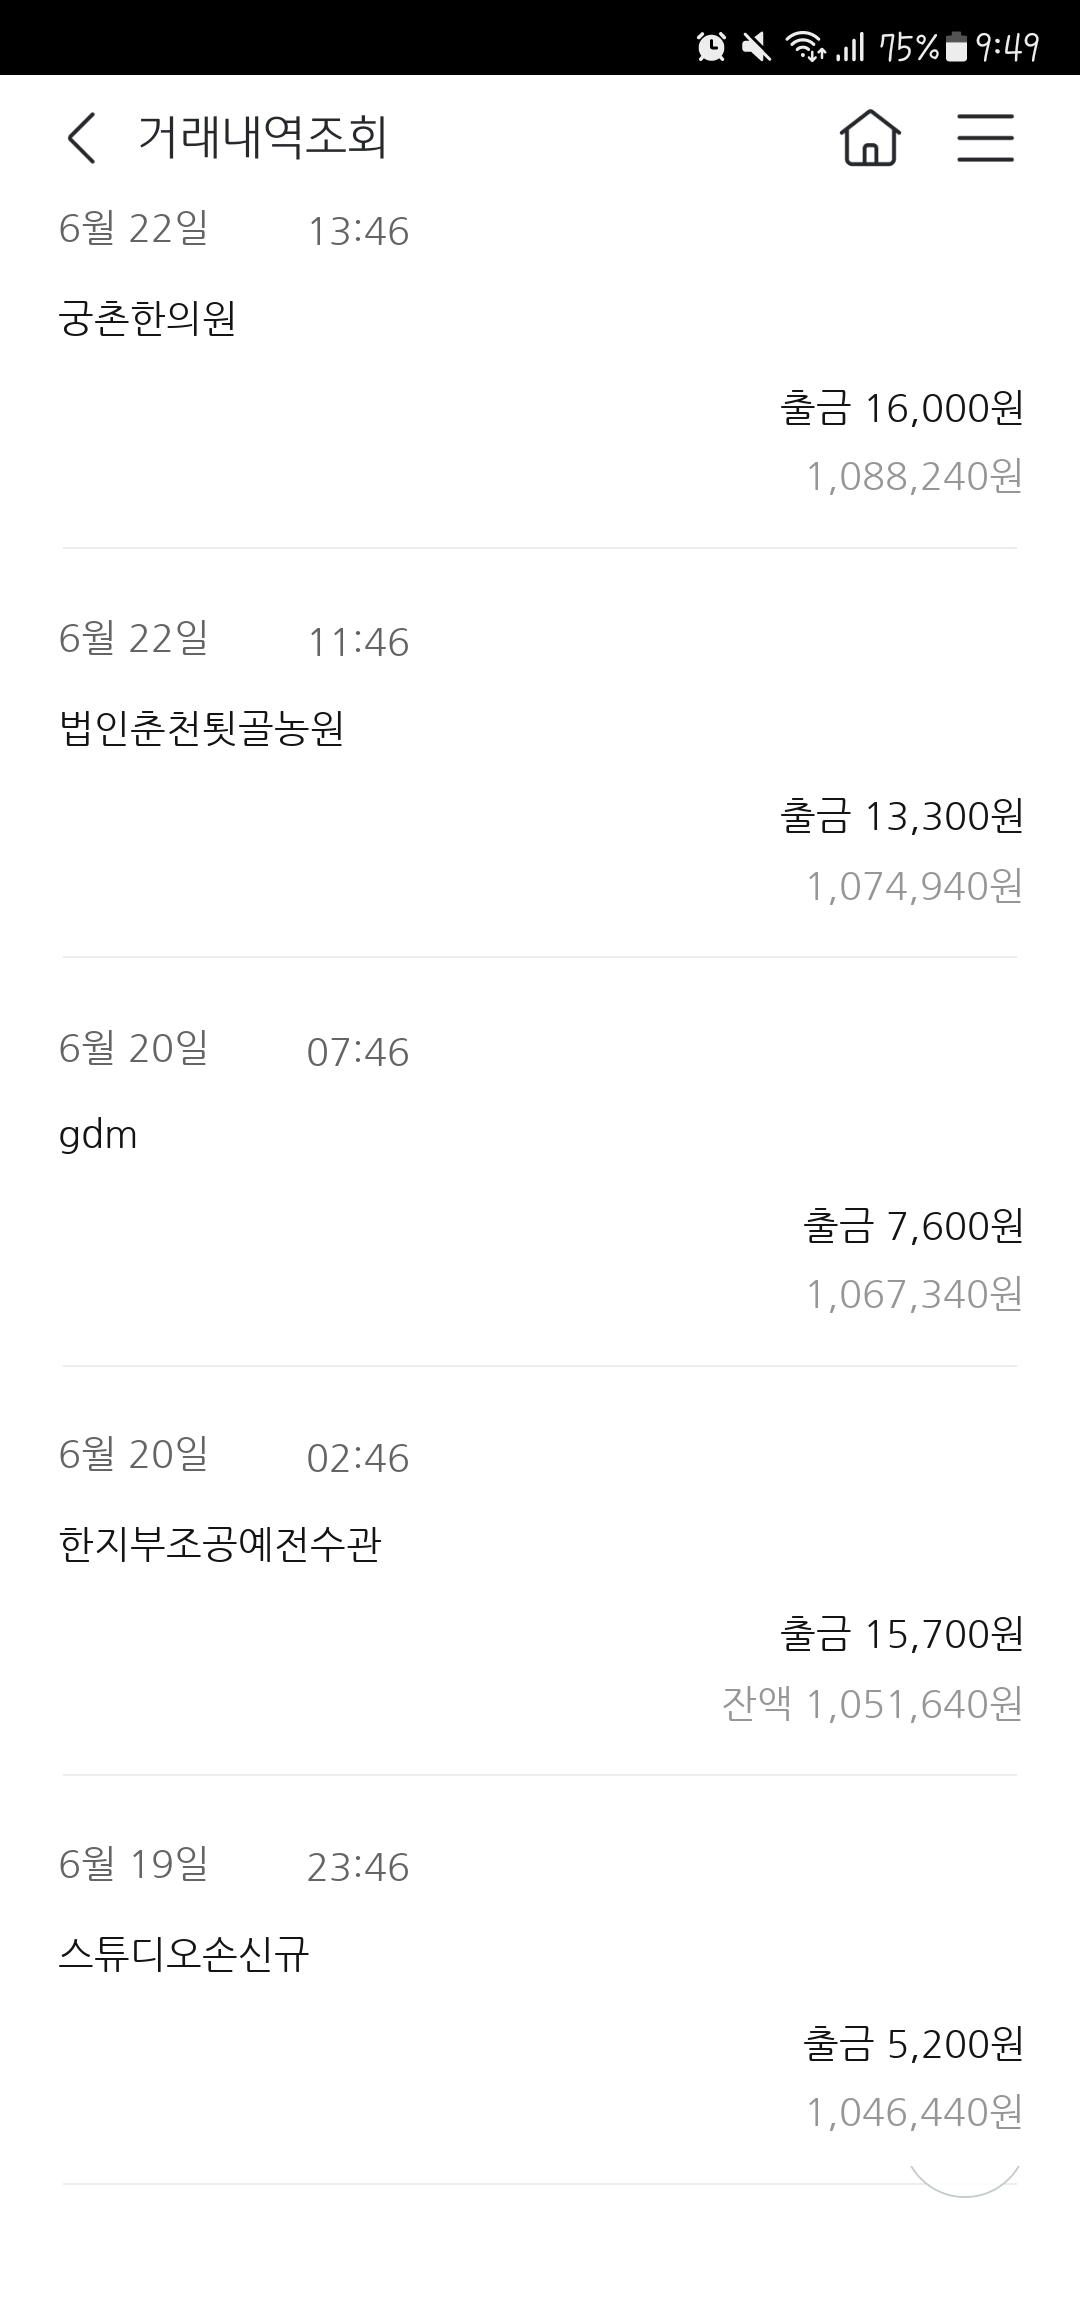 75% 9:49
거래내역조회
6월 22일 13:46
궁촌한의원
출금 16,000원
1,088,240원
6월 22일 11:46
법인춘천툇골농원
출금 13,300원
1,074,940원
6월 20일 07:46
gdm
출금 7,600원
1,067,340원
6월 20일 02:46
한지부조공예전수관
출금 15,700원
잔액 1,051,640원
6월 19일 23:46
스튜디오손신규
출금 5,200원
1,046,440원